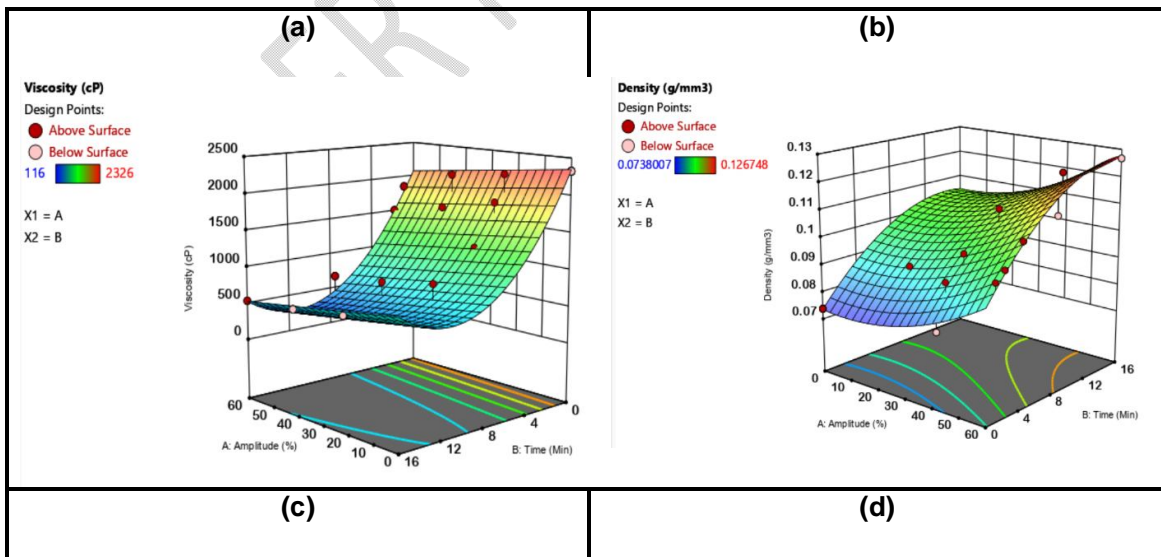 (a)
(b)
Viscosity (cP)
Design Points:
Above Surface
Below Surface
116 2326
X1 = A
X2 = B
2500
2000
1500
1000
500
0
Viscosity (cP)
60
50
40
30
20
10
0
A: Amplitude (%)
16
12
8
4
0
B: Time (Min)
Density (g/mm3)
Design Points:
Above Surface
Below Surface
0.0738007 0.126748
X1 = A
X2 = B
0.13
0.12
0.11
0.1
0.09
0.08
0.07
Density (g/mm3)
0
10
20
30
40
50
60
A: Amplitude (%)
0
4
8
12
16
B: Time (Min)
(c)
(d)